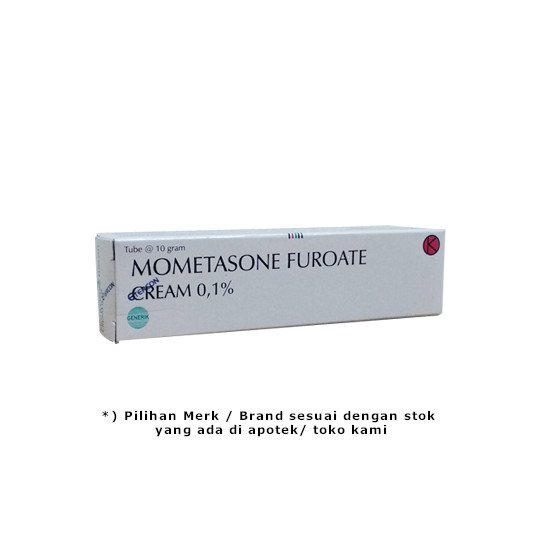 Tube @ 10 gram
MOMETASONE FUROATE
CREAM 0,1%
K
GENERIK
*) Pilihan Merk / Brand sesuai dengan stok
yang ada di apotek/ toko kami